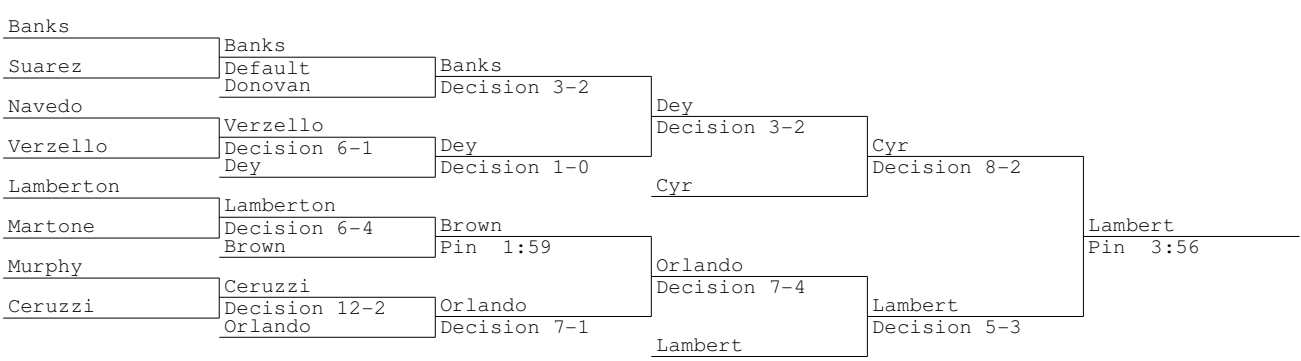 Banks
Banks
Suarez
Default
Banks
Donovan
Decision 3-2
Navedo
Dey
Verzello
Decision 3-2
Verzello
Decision 6-1
Dey
Cyr
Dey
Decision 1-0
Decision 8-2
Lamberton
Cyr
Lamberton
Martone
Decision 6-4
Brown
Lambert
Brown
Pin 1:59
Pin 3:56
Murphy
Orlando
Ceruzzi
Decision 7-4
Ceruzzi
Decision 12-2
Orlando
Lambert
Orlando
Decision 7-1
Decision 5-3
Lambert